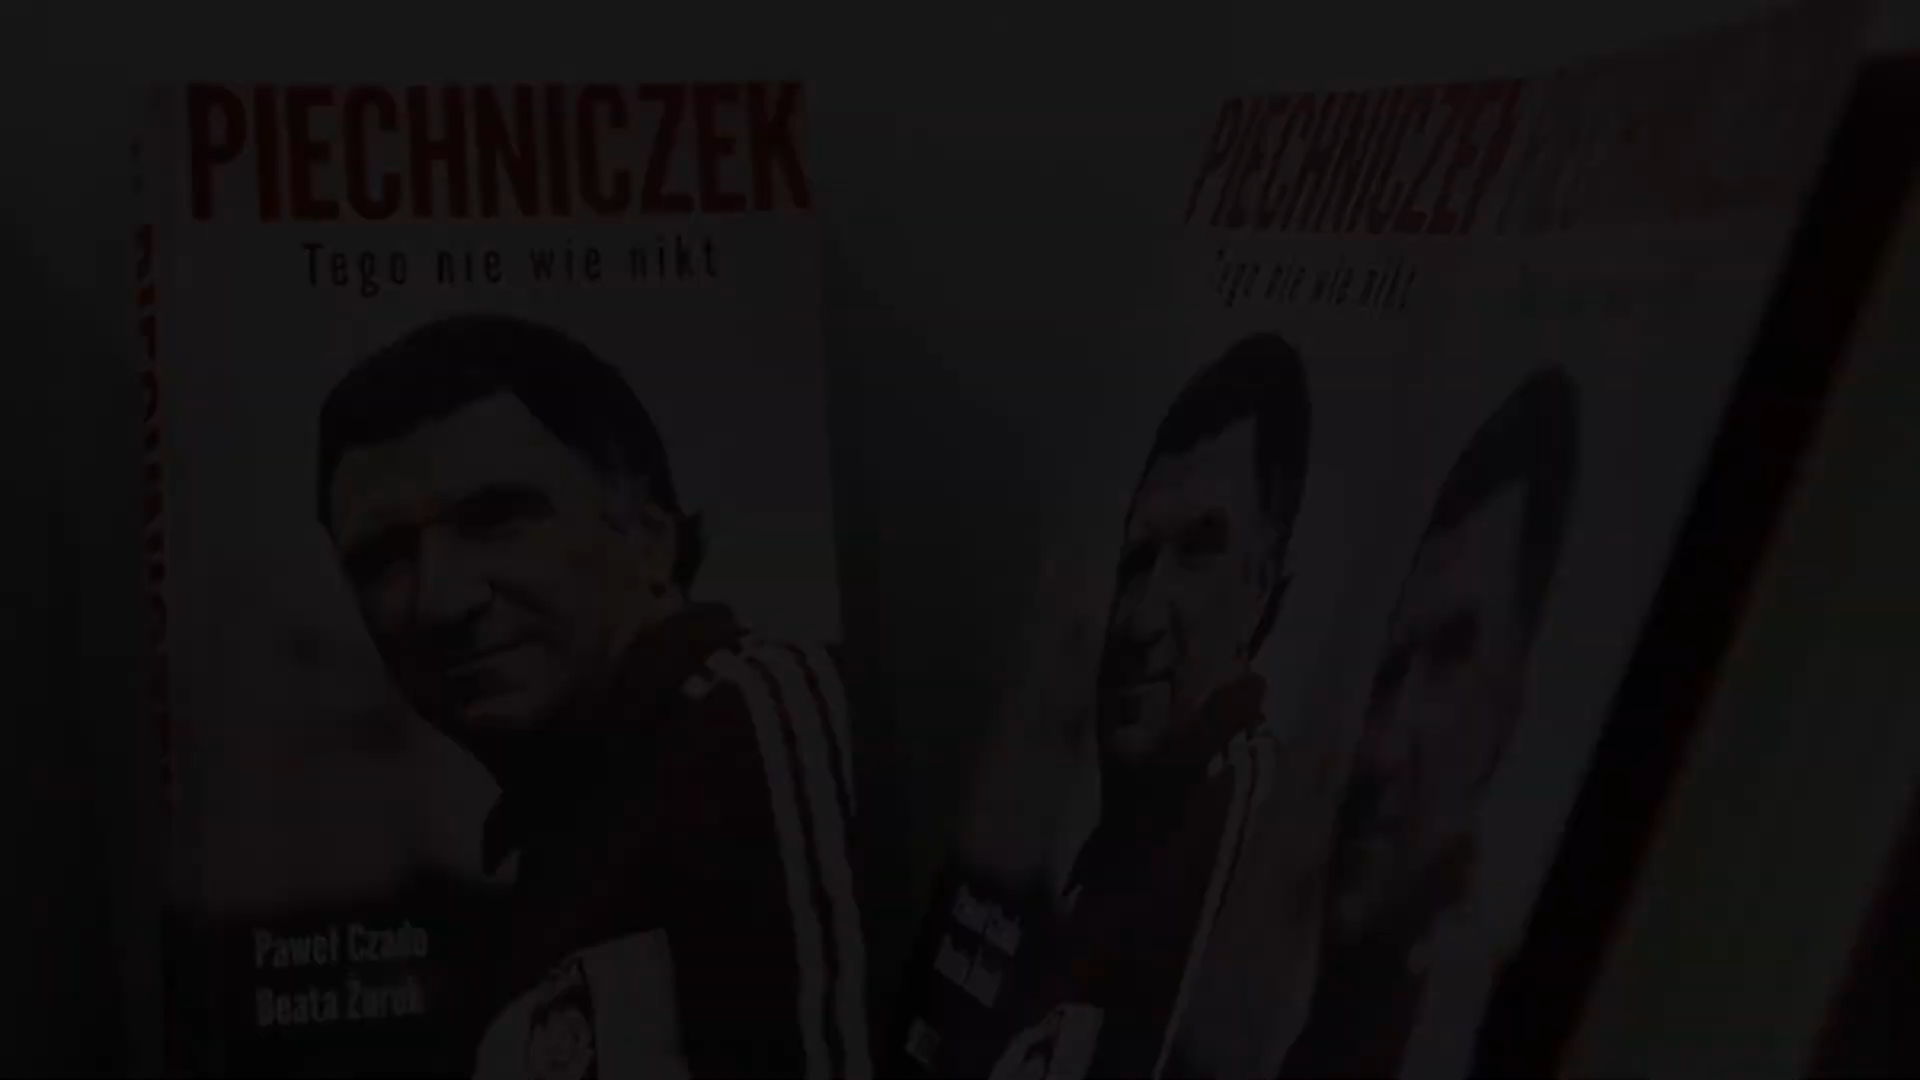 PIECHNICZEK
Tego nie wie nikt
Paweł Czado
Beata Żurek
PIECHNICZEK
Tego nie wie nikt